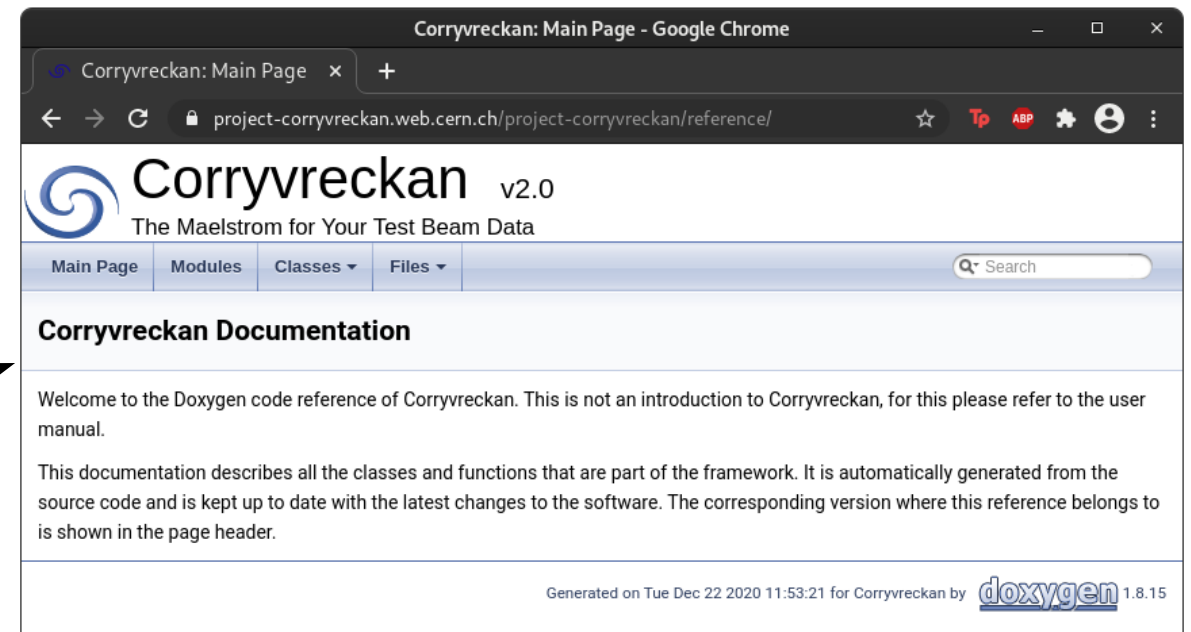 Corryvreckan: Main Page - Google Chrome
Corryvreckan: Main Page
project-corryvreckan.web.cern.ch/project-corryvreckan/reference/
Tp ABP
Corryvreckan v2.0
The Maelstrom for Your Test Beam Data
Main Page Modules Classes Files Search
Corryvreckan Documentation
Welcome to the Doxygen code reference of Corryvreckan. This is not an introduction to Corryvreckan, for this please refer to the user
manual.
This documentation describes all the classes and functions that are part of the framework. It is automatically generated from the
source code and is kept up to date with the latest changes to the software. The corresponding version where this reference belongs to
is shown in the page header.
Generated on Tue Dec 22 2020 11:53:21 for Corryvreckan by doxygen 1.8.15